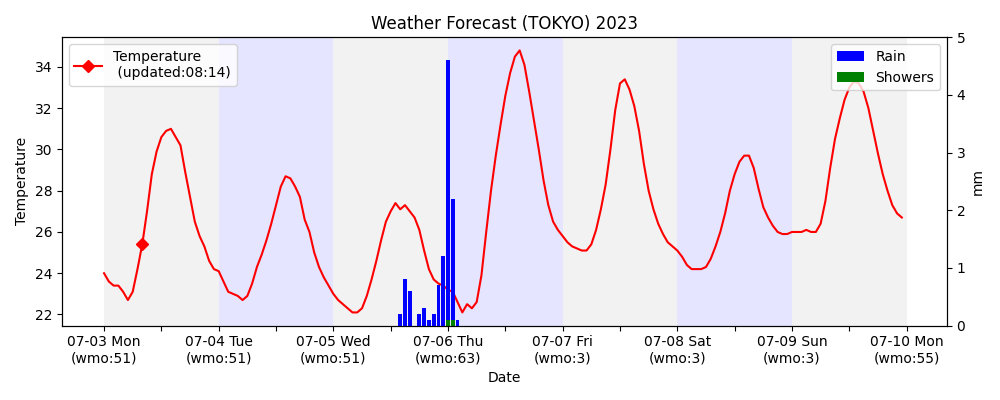 Weather Forecast (TOKYO) 2023
Temperature
(updated:08:14)
Rain
Showers
Temperature
34
32
30
28
26
24
22
5
4
3
2
1
0
mm
07-03 Mon
(wmo:51)
07-04 Tue
(wmo:51)
07-05 Wed
(wmo:51)
07-06 Thu
(wmo:63)
07-07 Fri
(wmo:3)
07-08 Sat
(wmo:3)
07-09 Sun
(wmo:3)
07-10 Mon
(wmo:55)
Date